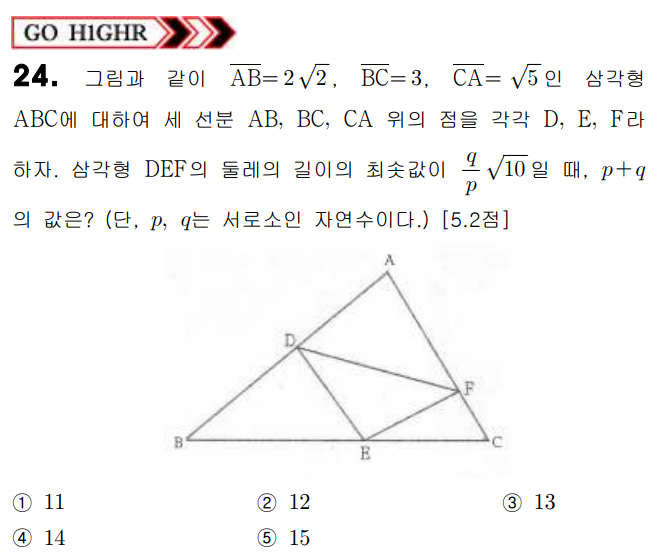 GO H1GHR
24. 그림과 같이 $\overline{AB}=2\sqrt{2}$, $\overline{BC}=3$, $\overline{CA}=\sqrt{5}$인 삼각형
ABC에 대하여 세 선분 AB, BC, CA 위의 점을 각각 D, E, F라
하자. 삼각형 DEF의 둘레의 길이의 최솟값이 $\frac{q}{p}\sqrt{10}$일 때, $p+q$
의 값은? (단, $p$, $q$는 서로소인 자연수이다.) [5.2점]
A
D
F
B
E
C
① 11 ② 12 ③ 13
④ 14 ⑤ 15